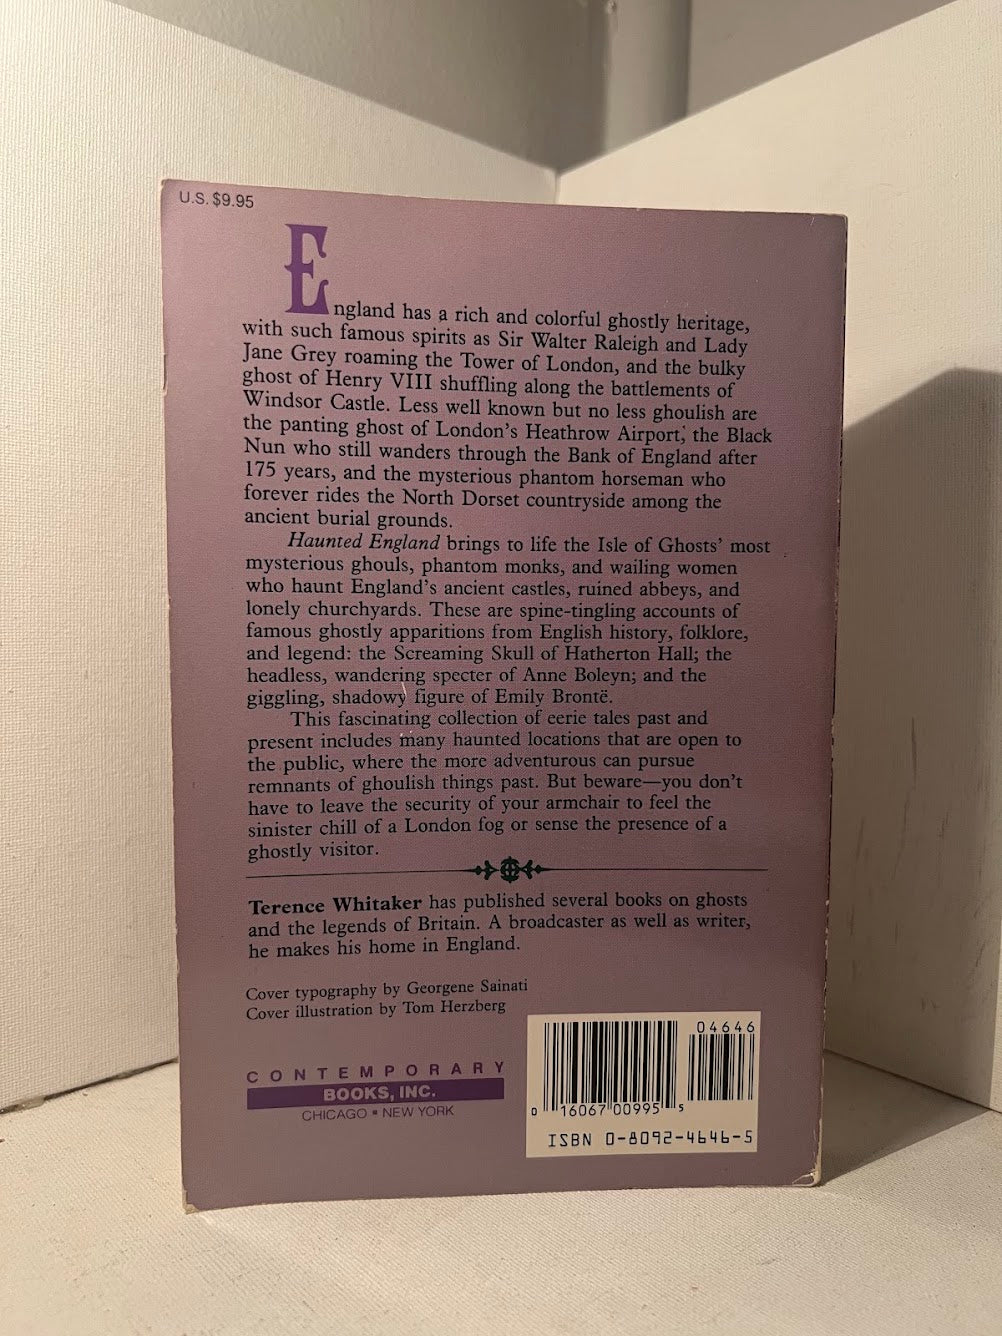 U.S. $9.95
England has a rich and colorful ghostly heritage,
with such famous spirits as Sir Walter Raleigh and Lady
Jane Grey roaming the Tower of London, and the bulky
ghost of Henry VIII shuffling along the battlements of
Windsor Castle. Less well known but no less ghoulish are
the panting ghost of London's Heathrow Airport, the Black
Nun who still wanders through the Bank of England after
175 years, and the mysterious phantom horseman who
forever rides the North Dorset countryside among the
ancient burial grounds.
Haunted England brings to life the Isle of Ghosts' most
mysterious ghouls, phantom monks, and wailing women
who haunt England's ancient castles, ruined abbeys, and
lonely churchyards. These are spine-tingling accounts of
famous ghostly apparitions from English history, folklore,
and legend: the Screaming Skull of Hatherton Hall; the
headless, wandering specter of Anne Boleyn; and the
giggling, shadowy figure of Emily Brontë.
This fascinating collection of eerie tales past and
present includes many haunted locations that are open to
the public, where the more adventurous can pursue
remnants of ghoulish things past. But beware—you don't
have to leave the security of your armchair to feel the
sinister chill of a London fog or sense the presence of a
ghostly visitor.
Terence Whitaker has published several books on ghosts
and the legends of Britain. A broadcaster as well as writer,
he makes his home in England.
Cover typography by Georgene Sainati
Cover illustration by Tom Herzberg
CONTEMPORARY
BOOKS, INC.
CHICAGO ▪ NEW YORK
04646
0 16067 00995 5
ISBN 0-8092-4646-5